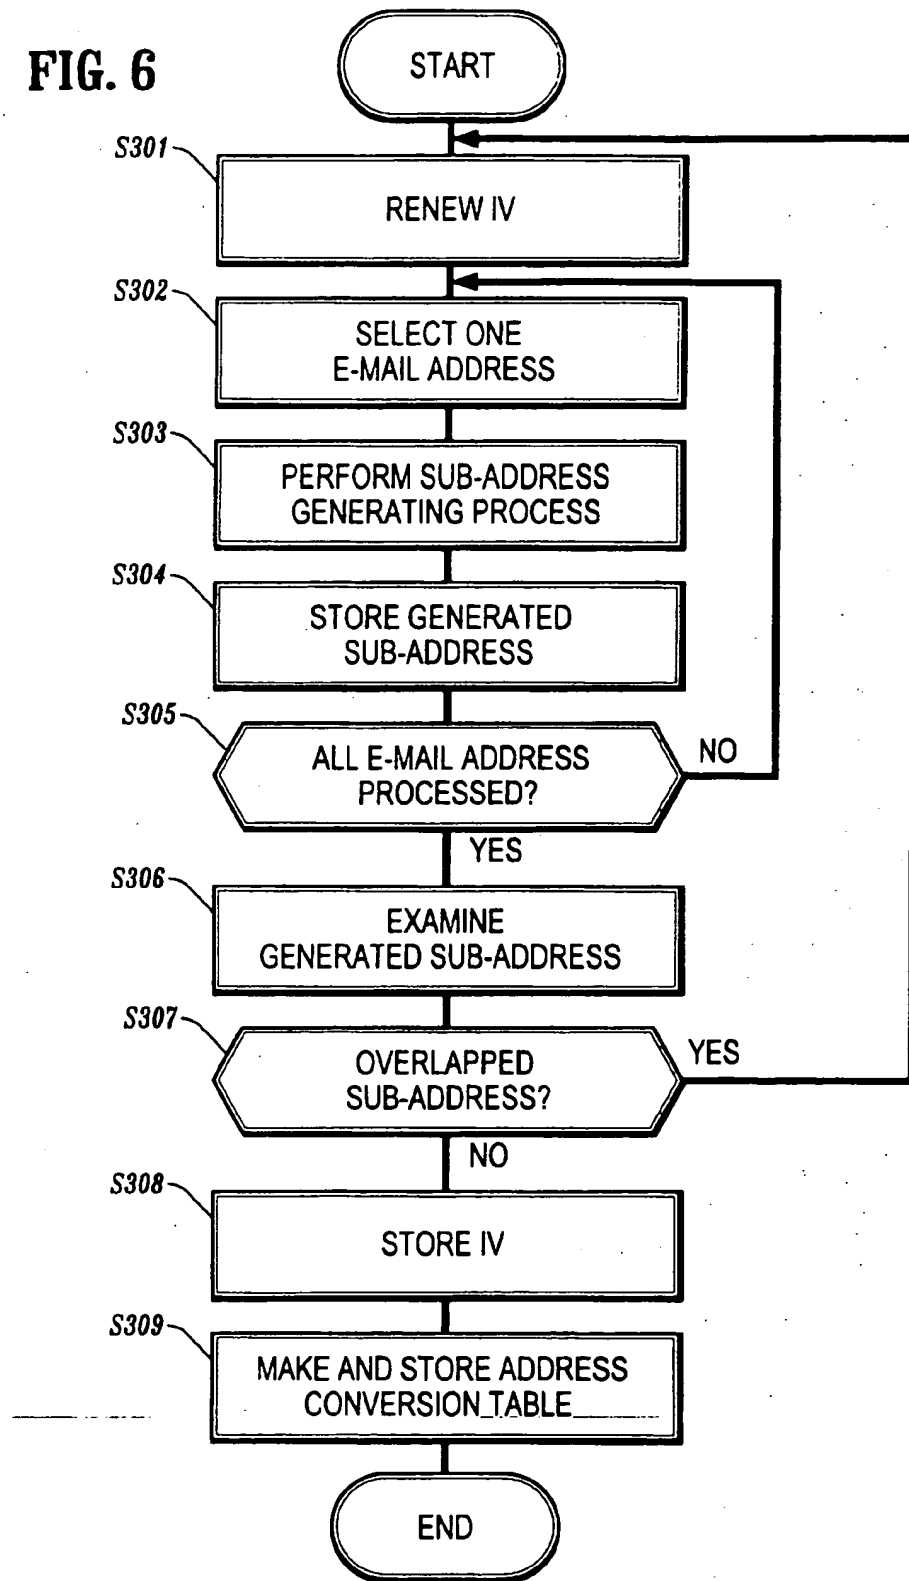 FIG. 6
START
S301
RENEW IV
S302
SELECT ONE
E-MAIL ADDRESS
S303
PERFORM SUB-ADDRESS
GENERATING PROCESS
S304
STORE GENERATED
SUB-ADDRESS
S305
ALL E-MAIL ADDRESS
PROCESSED?
NO
YES
S306
EXAMINE
GENERATED SUB-ADDRESS
S307
OVERLAPPED
SUB-ADDRESS?
YES
NO
S308
STORE IV
S309
MAKE AND STORE ADDRESS
CONVERSION TABLE
END